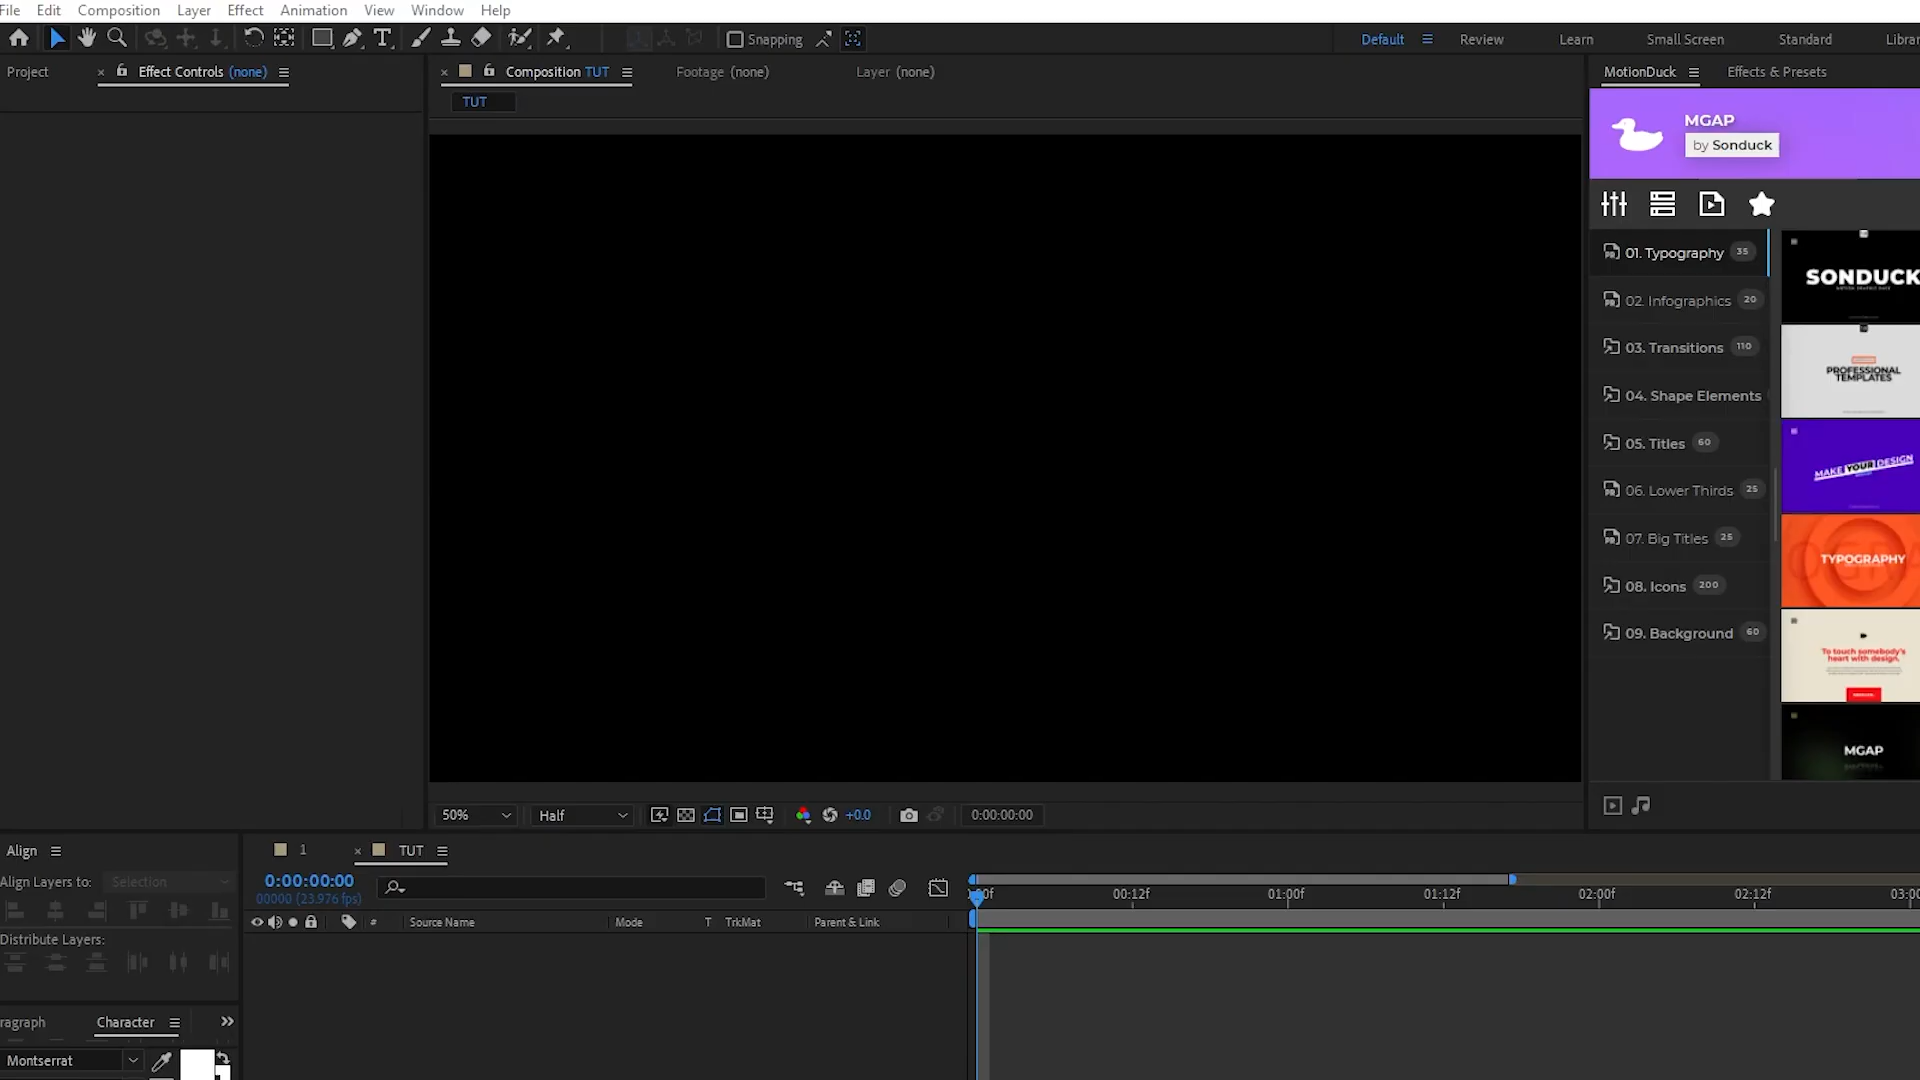 File Edit Composition Layer Effect Animation View Window Help
Snapping
Default Review Learn Small Screen Standard Librar
Project
Effect Controls (none)
Composition TUT
Footage (none)
Layer (none)
TUT
MotionDuck
Effects & Presets
MGAP
by Sonduck
01. Typography 35
02. Infographics 20
03. Transitions 110
04. Shape Elements
05. Titles 60
06. Lower Thirds 25
07. Big Titles 25
08. Icons 200
09. Background 60
SONDUCK
PROFESSIONAL
TEMPLATES
MAKE YOUR DESIGN
TYPOGRAPHY
To touch somebody's
heart with design.
MGAP
50%
Half
+0.0
0:00:00:00
Align
Align Layers to: Selection
Distribute Layers:
ragraph
Character
Montserrat
1
TUT
0:00:00:00
00000 (23.976 fps)
# Source Name Mode T TrkMat Parent & Link
00f 00:12f 01:00f 01:12f 02:00f 02:12f 03:0